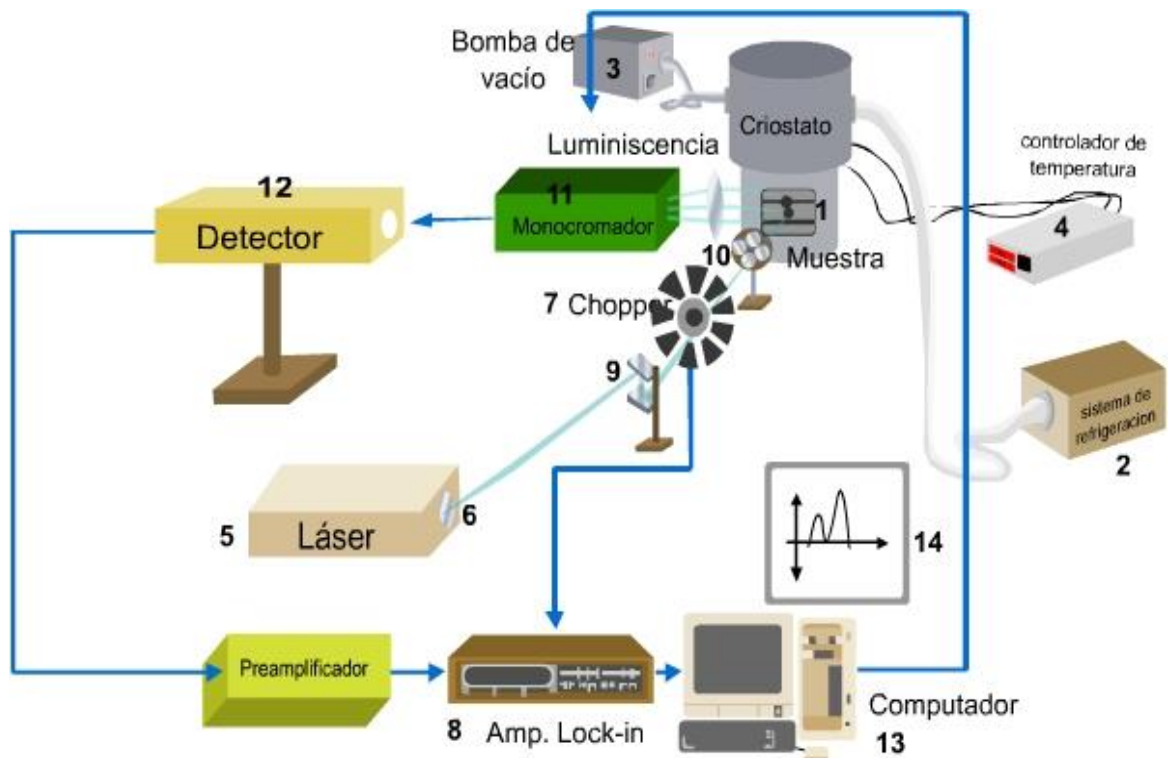 Bomba de
vacío
3
Criostato
controlador de
temperatura
Luminiscencia
12
11
1
4
Detector
Monocromador
10
Muestra
7 Chopper
9
sistema de
refrigeracion
2
6
5
Láser
14
Preamplificador
8
Amp. Lock-in
Computador
13